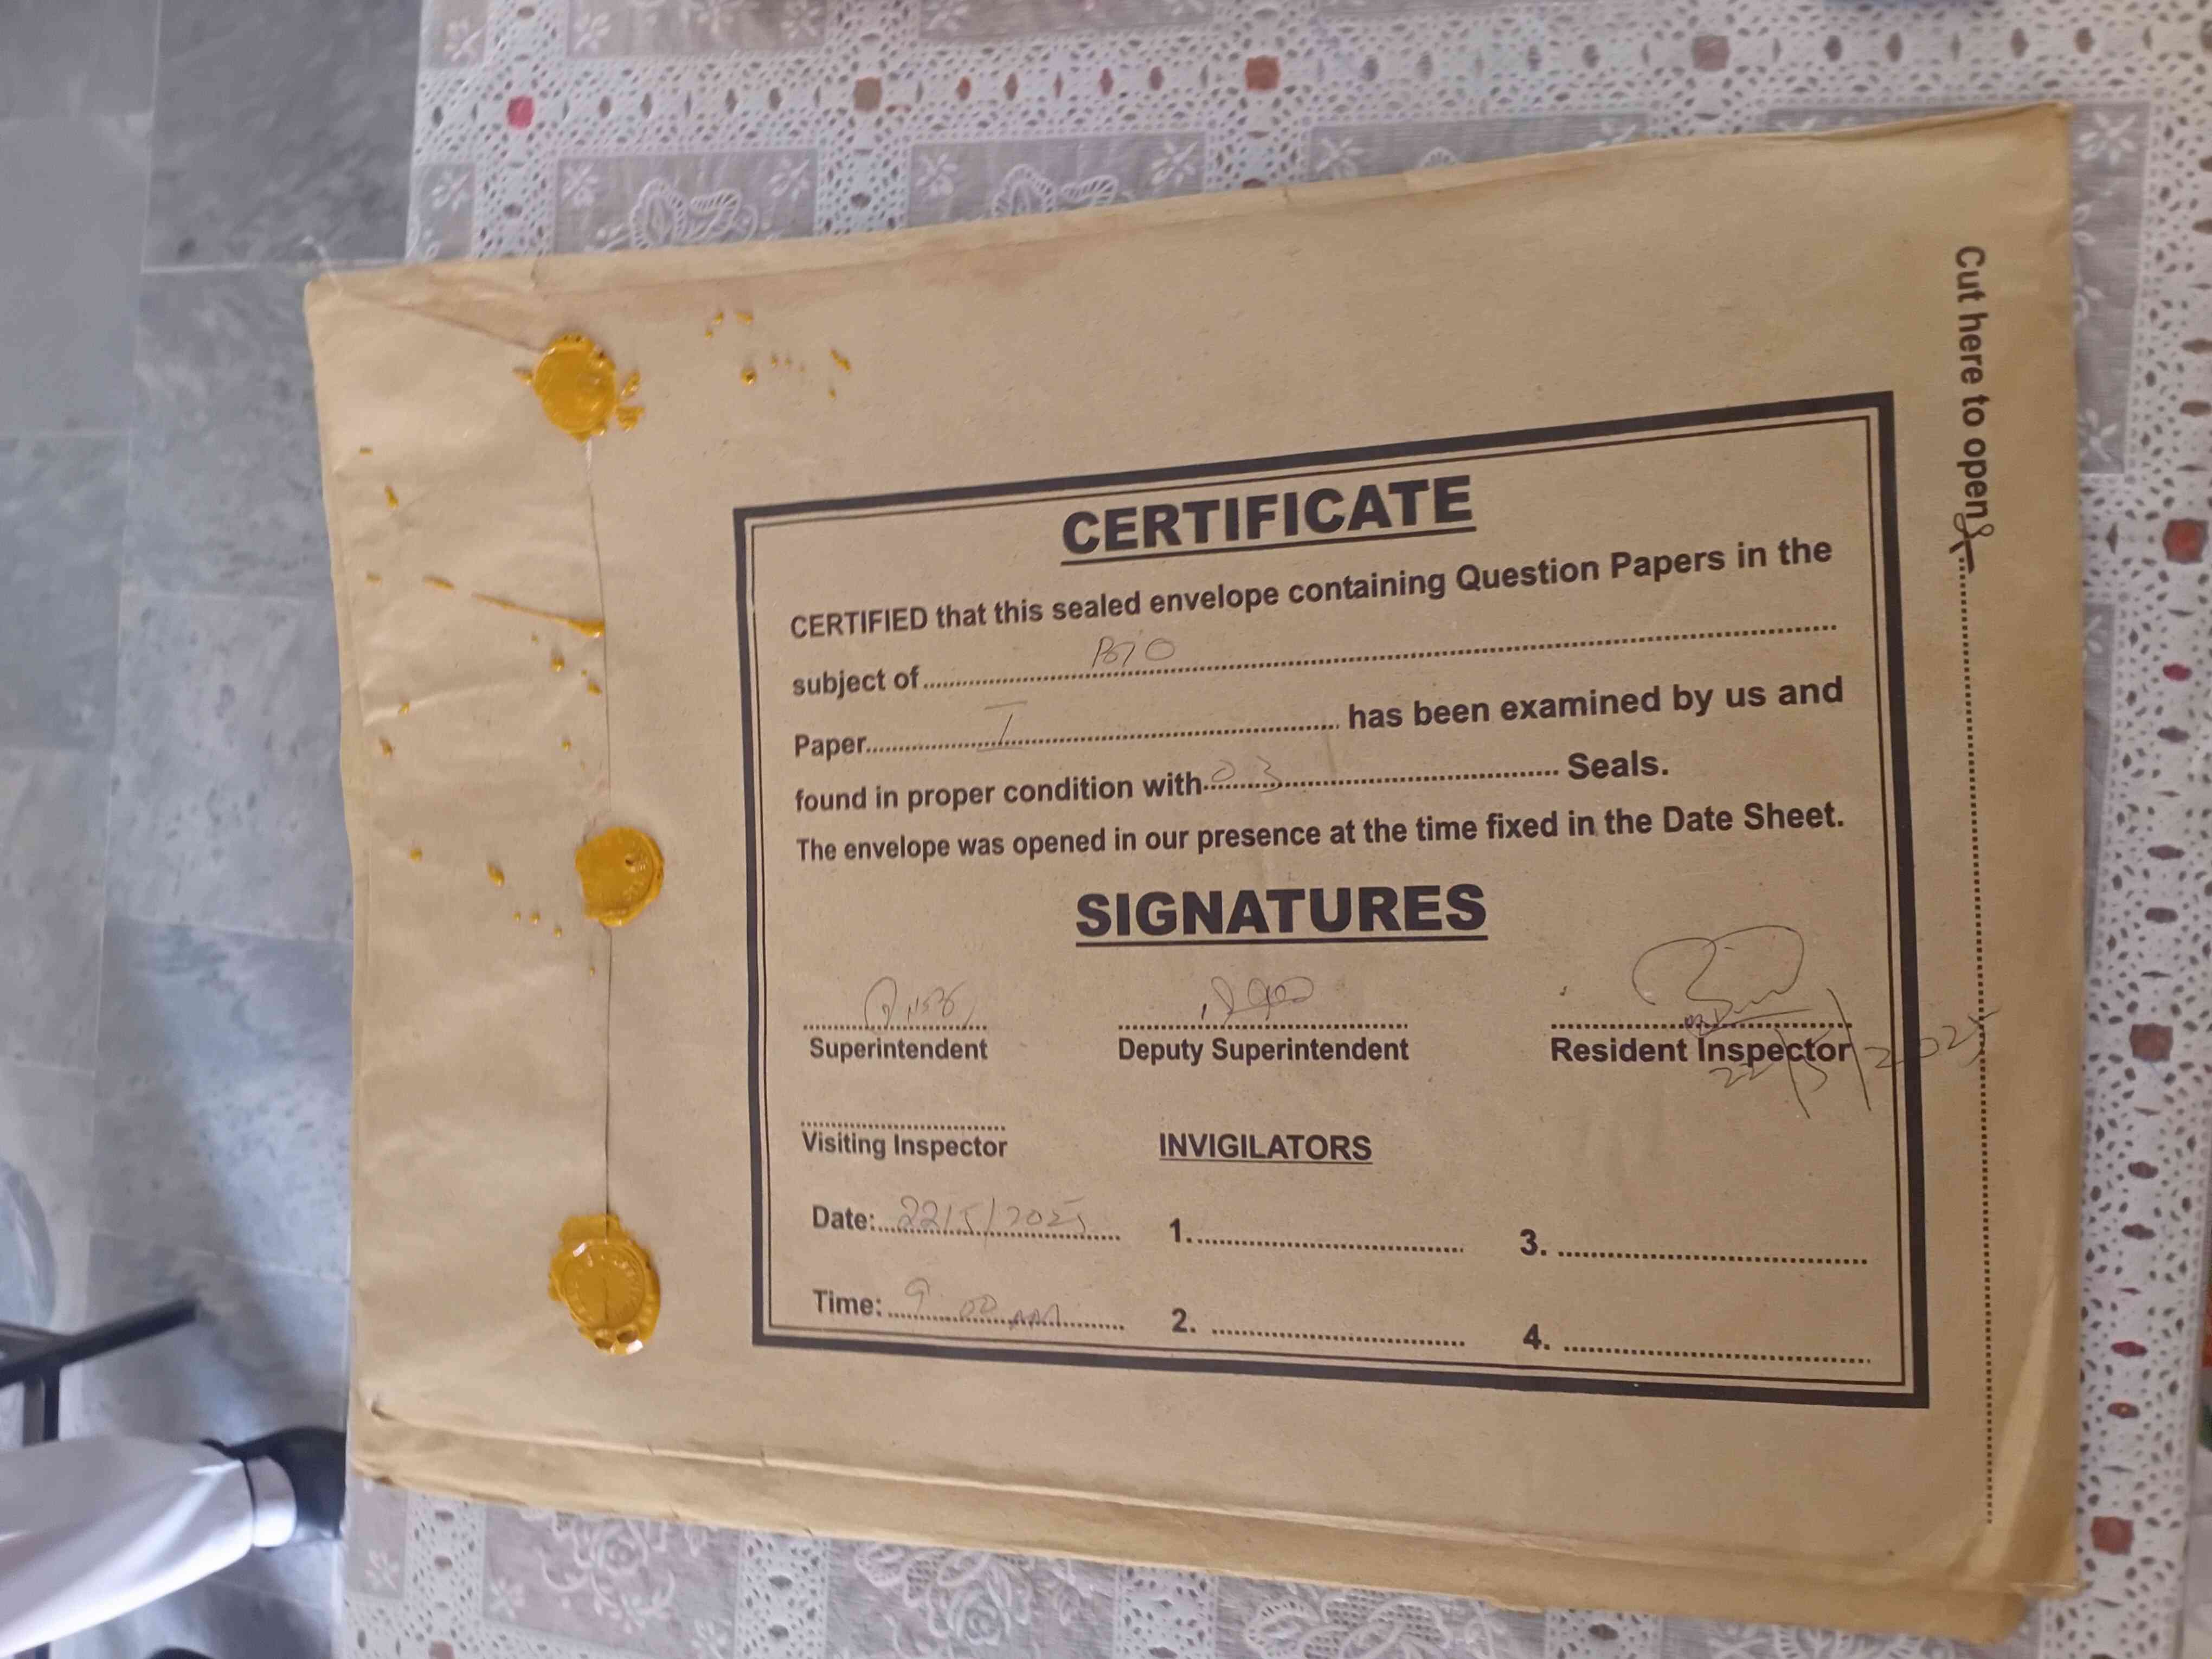 CERTIFICATE
CERTIFIED that this sealed envelope containing Question Papers in the
subject of BIO
Paper I has been examined by us and
found in proper condition with 03 Seals.
The envelope was opened in our presence at the time fixed in the Date Sheet.
SIGNATURES
Superintendent Deputy Superintendent Resident Inspector
22/5/2025
Visiting Inspector INVIGILATORS
Date: 22/5/2025 1. 3.
Time: 9 00 AM 2. 4.
Cut here to open